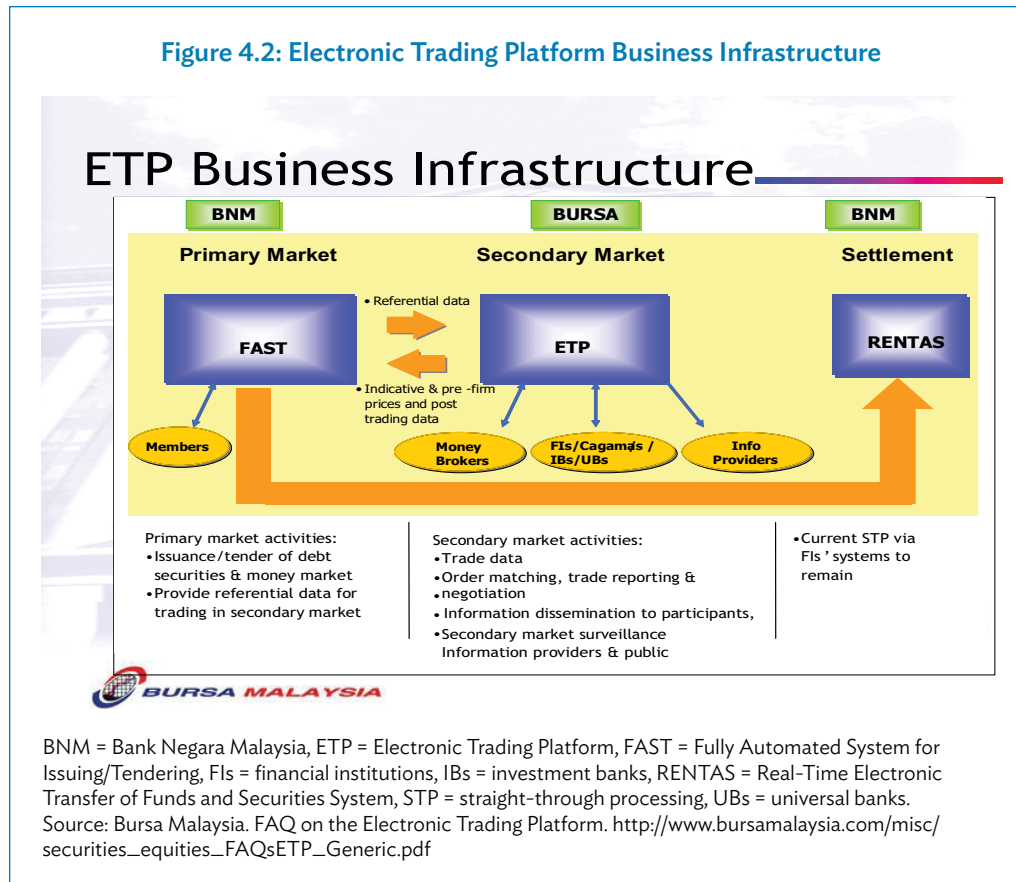 Figure 4.2: Electronic Trading Platform Business Infrastructure
ETP Business Infrastructure
BNM
BURSA
BNM
Primary Market
Secondary Market
Settlement
FAST
• Referential data
ETP
RENTAS
• Indicative & pre -firm
prices and post
trading data
Members
Money
Brokers
FIs/Cagamas /
IBs/UBs
Info
Providers
Primary market activities:
• Issuance/tender of debt
securities & money market
• Provide referential data for
trading in secondary market
Secondary market activities:
• Trade data
• Order matching, trade reporting &
• negotiation
• Information dissemination to participants,
• Secondary market surveillance
Information providers & public
• Current STP via
FIs ' systems to
remain
BURSA MALAYSIA
BNM = Bank Negara Malaysia, ETP = Electronic Trading Platform, FAST = Fully Automated System for
Issuing/Tendering, FIs = financial institutions, IBs = investment banks, RENTAS = Real-Time Electronic
Transfer of Funds and Securities System, STP = straight-through processing, UBs = universal banks.
Source: Bursa Malaysia. FAQ on the Electronic Trading Platform. http://www.bursamalaysia.com/misc/
securities_equities_FAQsETP_Generic.pdf